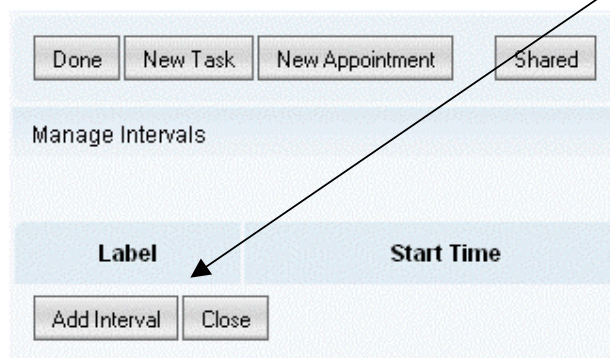 Done New Task New Appointment Shared
Manage Intervals
Label Start Time
Add Interval Close